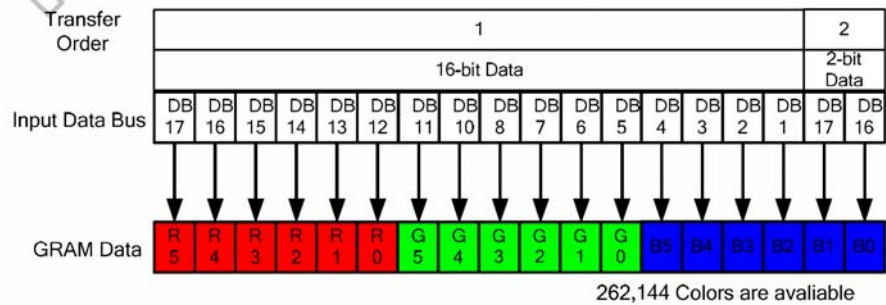 Transfer Order
1 2
16-bit Data 2-bit Data
Input Data Bus DB 17 DB 16 DB 15 DB 14 DB 13 DB 12 DB 11 DB 10 DB 8 DB 7 DB 6 DB 5 DB 4 DB 3 DB 2 DB 1 DB 17 DB 16
GRAM Data R 5 R 4 R 3 R 2 R 1 R 0 G 5 G 4 G 3 G 2 G 1 G 0 B5 B4 B3 B2 B1 B0
262,144 Colors are avaliable